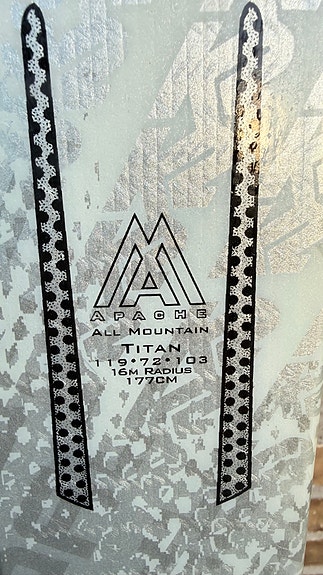 APACHE
ALL MOUNTAIN
TITAN
119•72•103
16M RADIUS
177CM